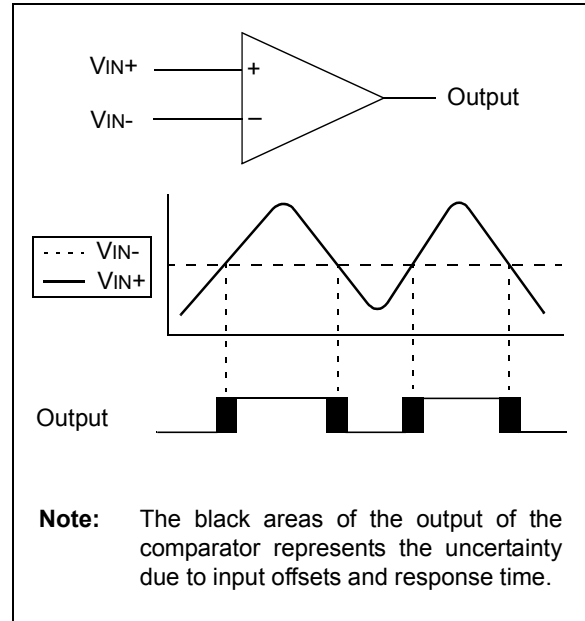 VIN+
+
Output
VIN-
–
VIN-
VIN+
Output
Note: The black areas of the output of the
comparator represents the uncertainty
due to input offsets and response time.